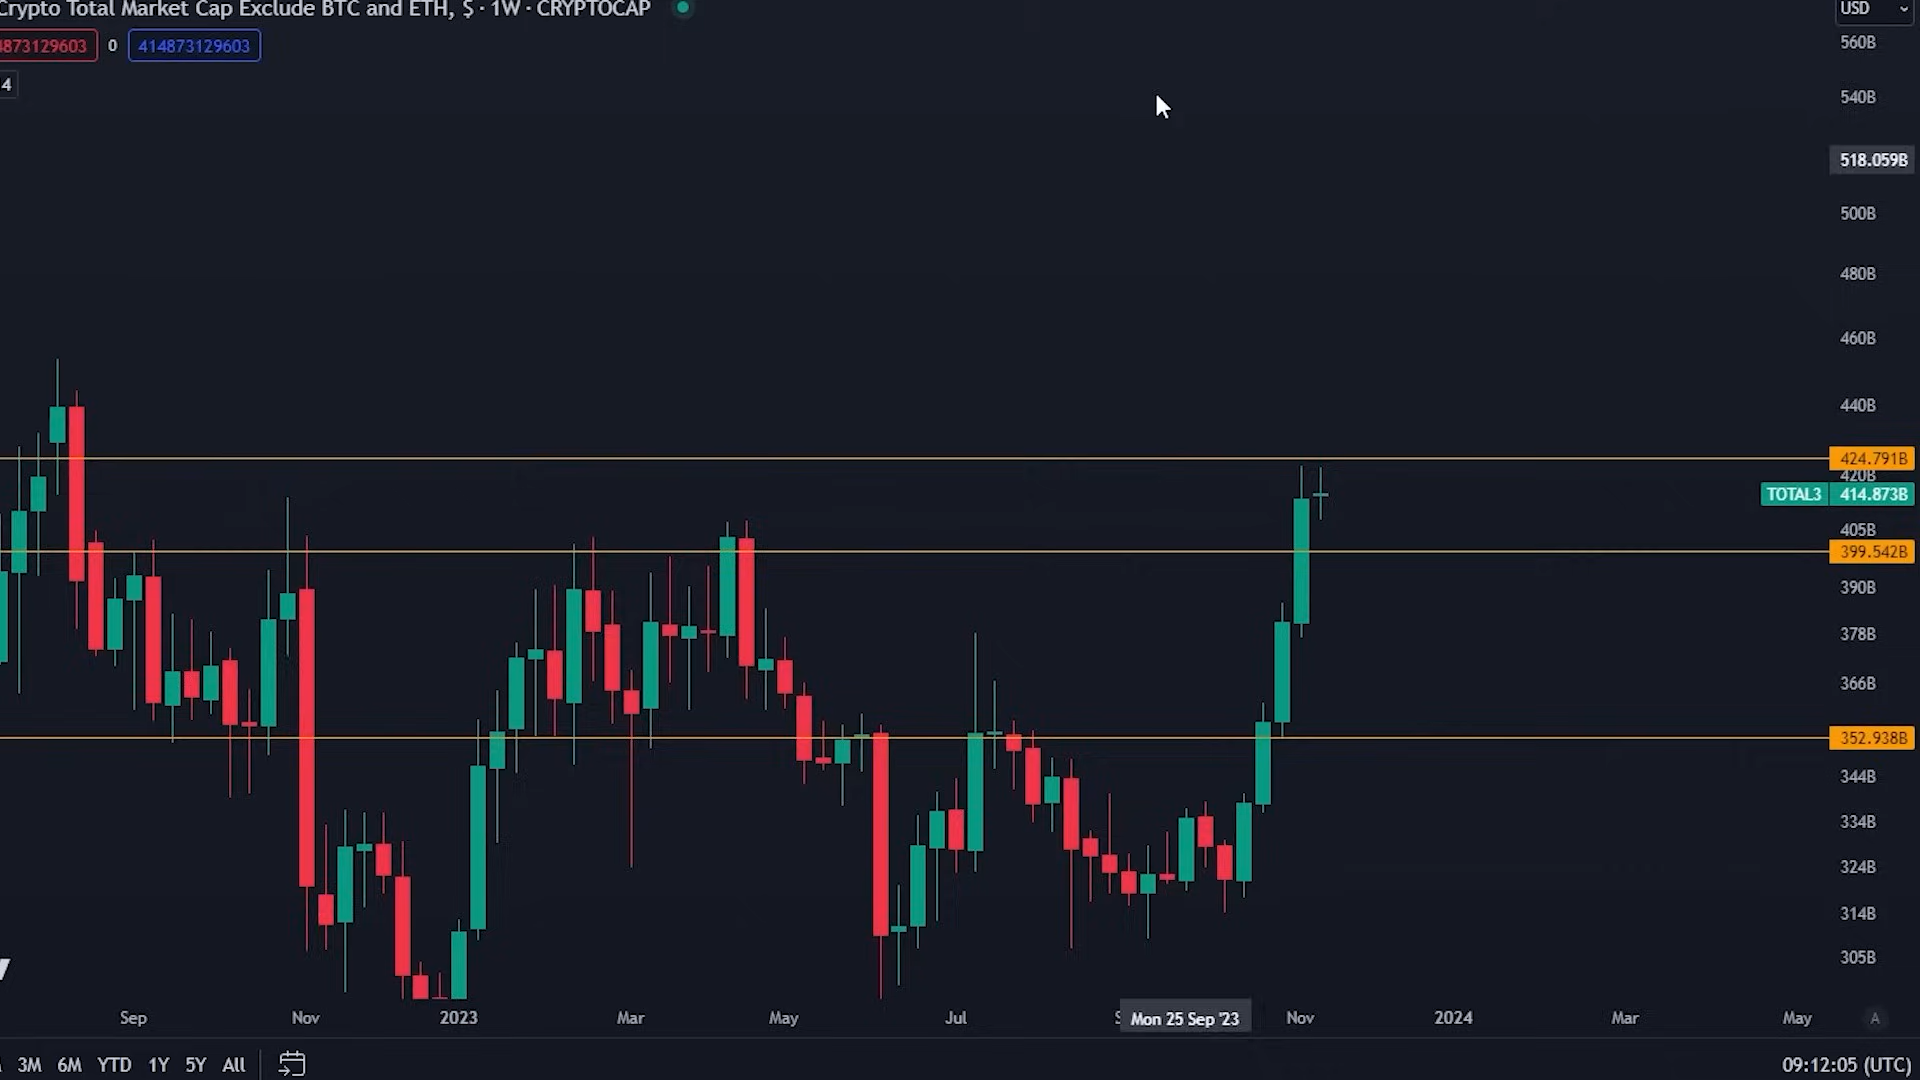 Crypto Total Market Cap Exclude BTC and ETH, $ · 1W · CRYPTOCAP
4873129603 0 414873129603
4
USD
560B
540B
518.059B
500B
480B
460B
440B
424.791B
420B
TOTAL3 414.873B
405B
399.542B
390B
378B
366B
352.938B
344B
334B
324B
314B
305B
Sep Nov 2023 Mar May Jul Mon 25 Sep '23 Nov 2024 Mar May A
3M 6M YTD 1Y 5Y All 09:12:05 (UTC)